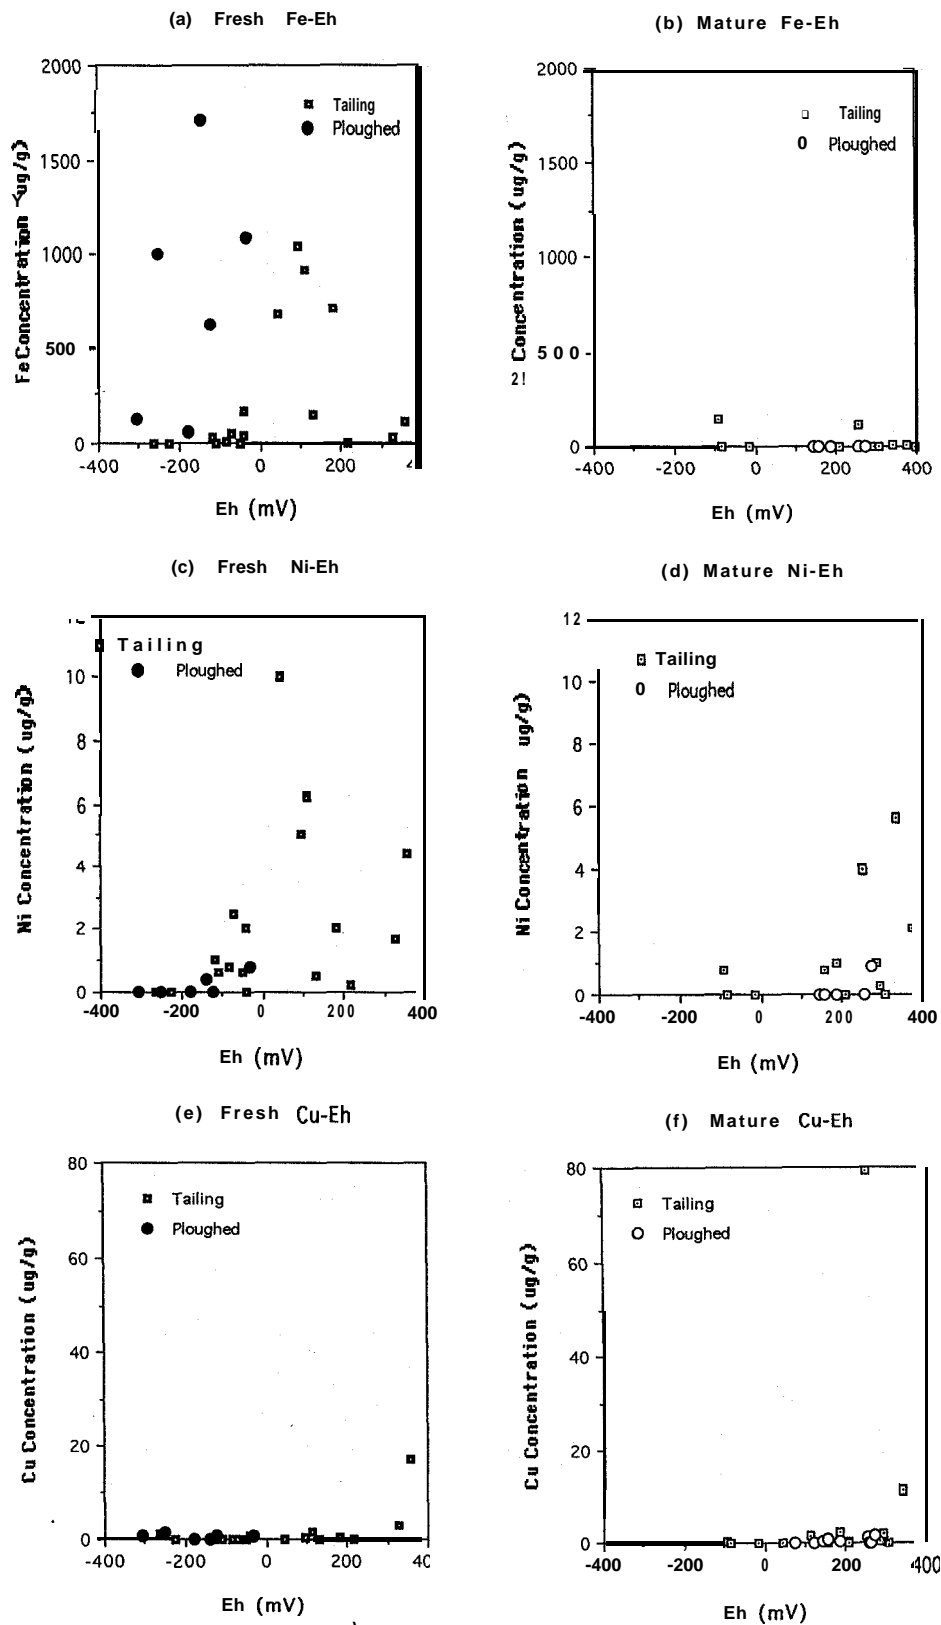 (a) Fresh Fe-Eh
2000
Tailing
Ploughed
1500
1000
500
0
Fe Concentration (ug/g)
-400 -200 0 200
Eh (mV)
(b) Mature Fe-Eh
2000
Tailing
0 Ploughed
1500
1000
500
0
2! Concentration (ug/g)
-400 -200 0 200 400
Eh (mV)
(c) Fresh Ni-Eh
Tailing
Ploughed
10
8
6
4
2
0
Ni Concentration (ug/g)
-400 -200 0 200 400
Eh (mV)
(d) Mature Ni-Eh
12
Tailing
0 Ploughed
10
8
6
4
2
0
Ni Concentration ug/g)
-400 -200 0 200 400
Eh (mV)
(e) Fresh Cu-Eh
80
Tailing
Ploughed
60
40
20
0
Cu Concentration (ug/g)
-400 -200 0 200 40
Eh (mV)
(f) Mature Cu-Eh
80
Tailing
Ploughed
60
40
20
0
Cu Concentration (ug/g)
-400 -200 0 200 400
Eh (mV)